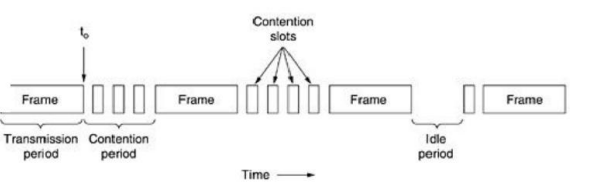 Contention
slots
t₀
Frame
Frame
Frame
Frame
Transmission
period
Contention
period
Idle
period
Time